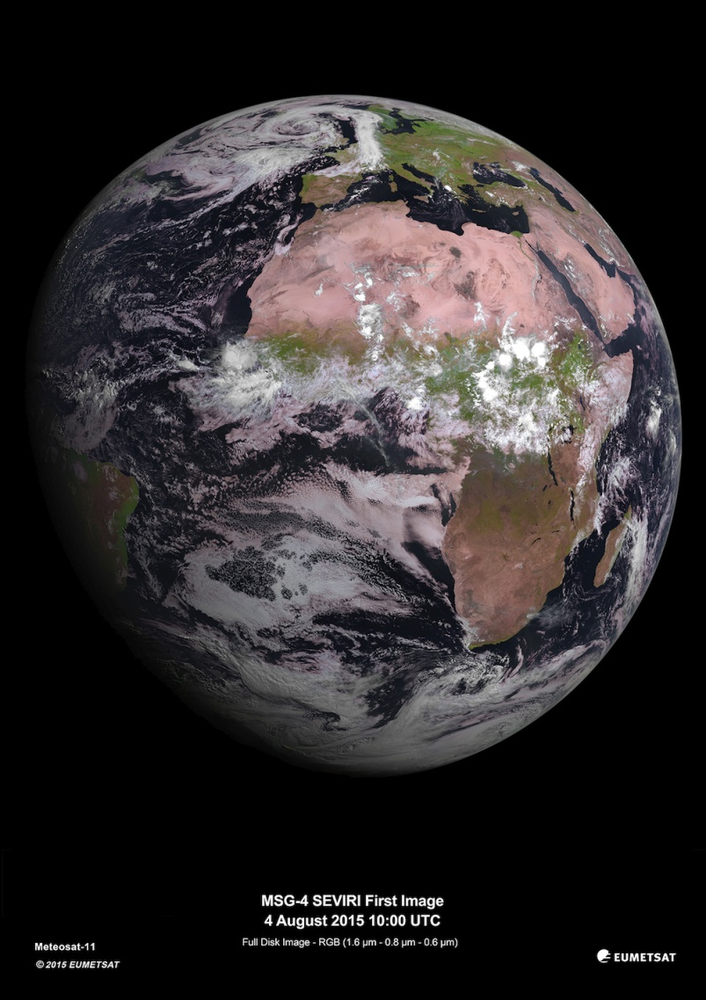 MSG-4 SEVIRI First Image
4 August 2015 10:00 UTC
Full Disk Image - RGB (1.6 µm - 0.8 µm - 0.6 µm)
Meteosat-11
© 2015 EUMETSAT
EUMETSAT